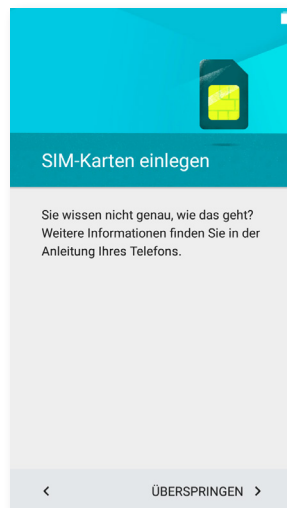 SIM-Karten einlegen
Sie wissen nicht genau, wie das geht?
Weitere Informationen finden Sie in der
Anleitung Ihres Telefons.
ÜBERSPRINGEN